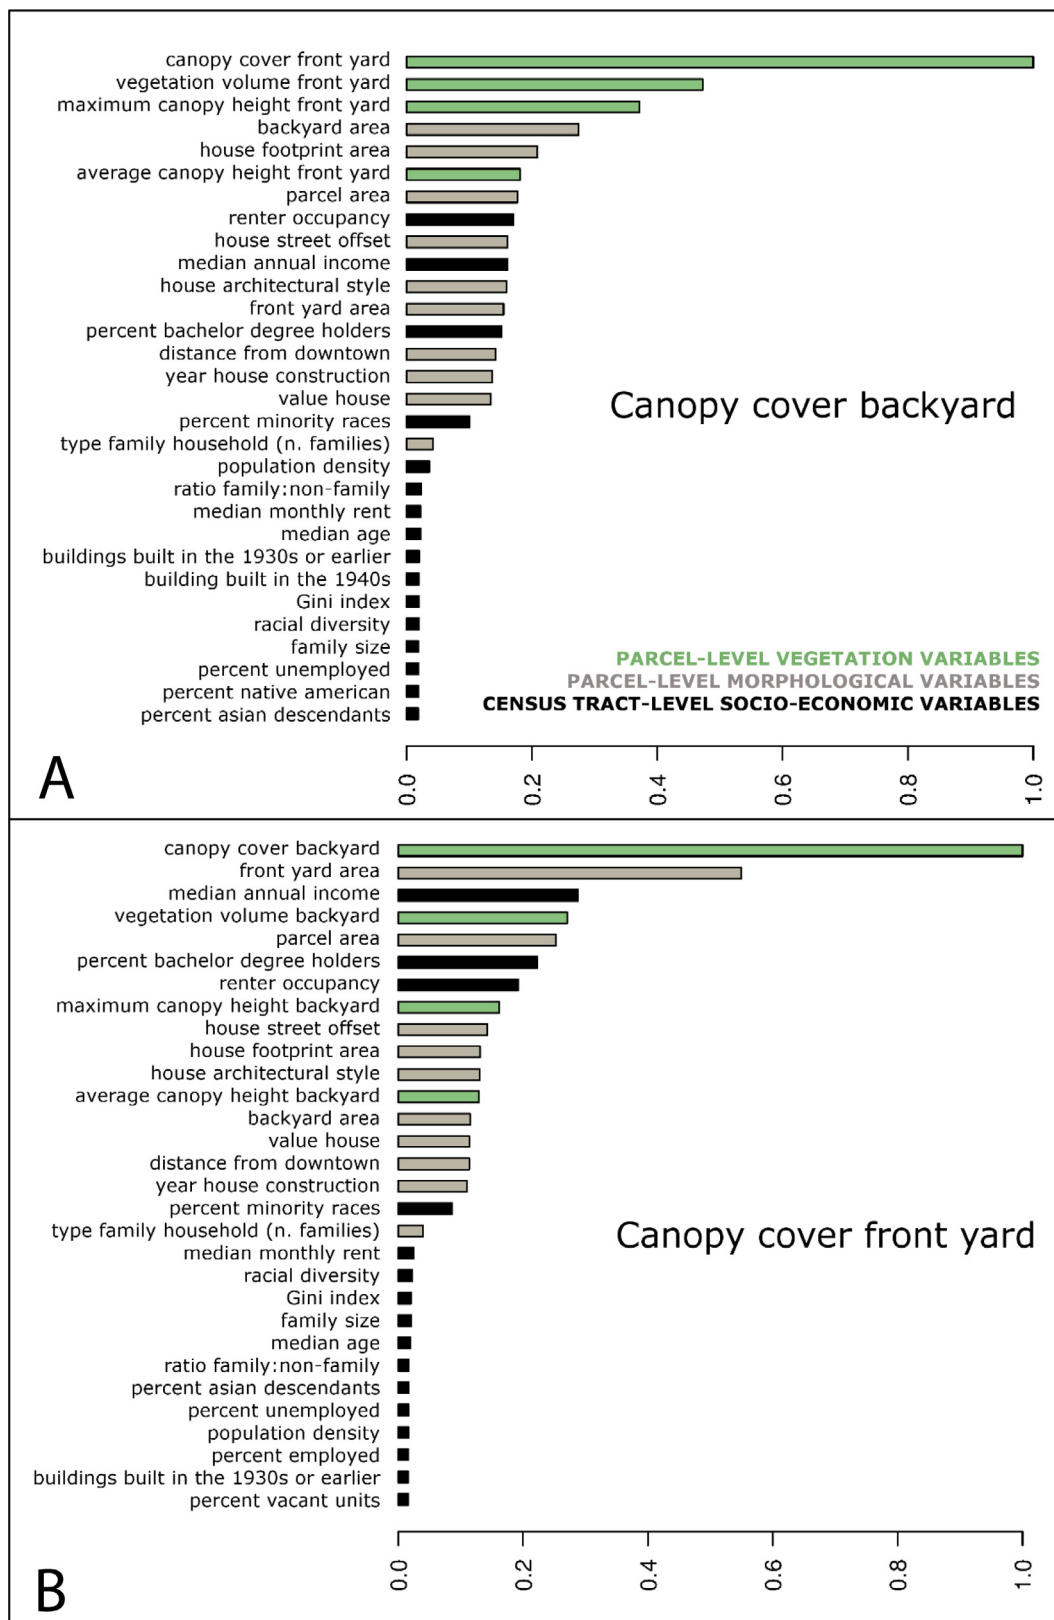 canopy cover front yard
vegetation volume front yard
maximum canopy height front yard
backyard area
house footprint area
average canopy height front yard
parcel area
renter occupancy
house street offset
median annual income
house architectural style
front yard area
percent bachelor degree holders
distance from downtown
year house construction
value house
percent minority races
type family household (n. families)
population density
ratio family:non-family
median monthly rent
median age
buildings built in the 1930s or earlier
building built in the 1940s
Gini index
racial diversity
family size
percent unemployed
percent native american
percent asian descendants
Canopy cover backyard
PARCEL-LEVEL VEGETATION VARIABLES
PARCEL-LEVEL MORPHOLOGICAL VARIABLES
CENSUS TRACT-LEVEL SOCIO-ECONOMIC VARIABLES
A
0.0 0.2 0.4 0.6 0.8 1.0
canopy cover backyard
front yard area
median annual income
vegetation volume backyard
parcel area
percent bachelor degree holders
renter occupancy
maximum canopy height backyard
house street offset
house footprint area
house architectural style
average canopy height backyard
backyard area
value house
distance from downtown
year house construction
percent minority races
type family household (n. families)
median monthly rent
racial diversity
Gini index
family size
median age
ratio family:non-family
percent asian descendants
percent unemployed
population density
percent employed
buildings built in the 1930s or earlier
percent vacant units
Canopy cover front yard
B
0.0 0.2 0.4 0.6 0.8 1.0